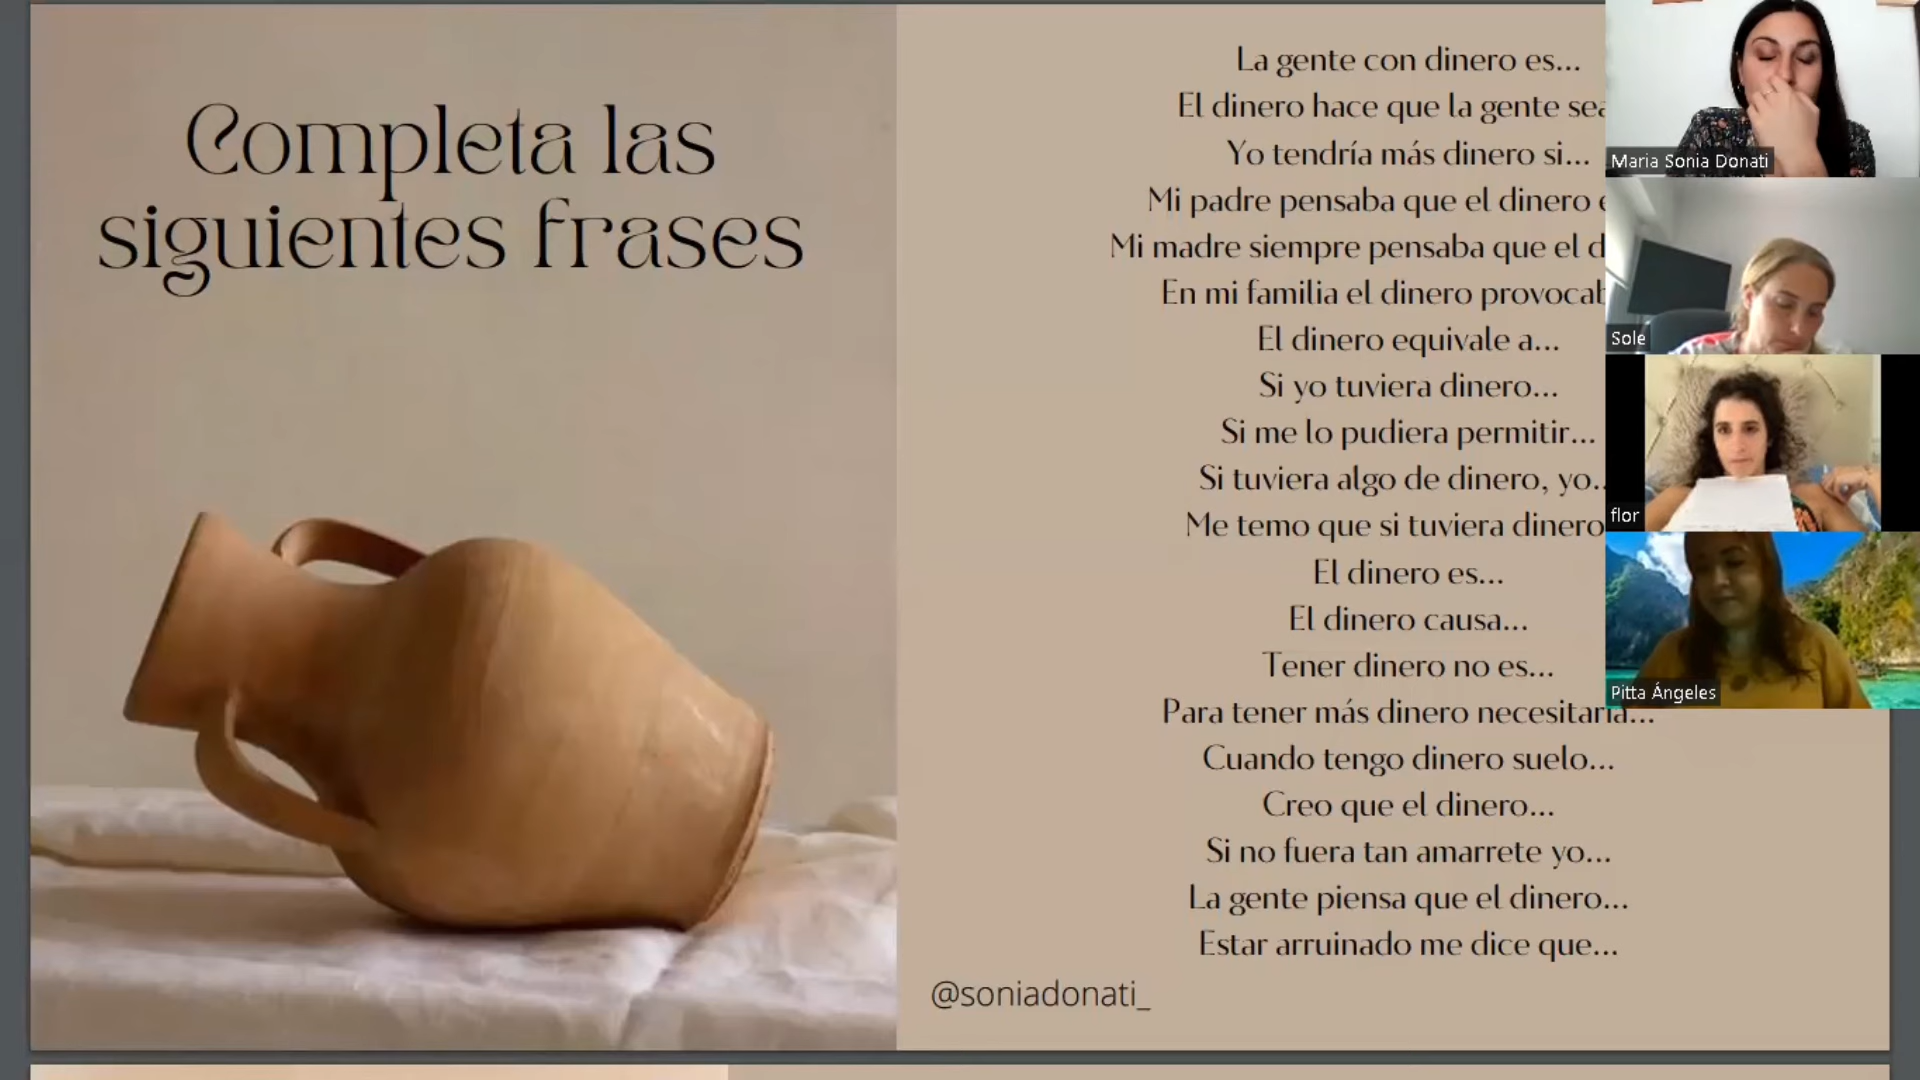 Completa las
siguientes frases
La gente con dinero es...
El dinero hace que la gente sea
Yo tendría más dinero si...
Mi padre pensaba que el dinero
Mi madre siempre pensaba que el
En mi familia el dinero
El dinero equivale a...
Si yo tuviera dinero...
Si me lo pudiera permitir...
Si tuviera algo de dinero, yo..
Me temo que si tuviera dinero
El dinero es...
El dinero causa...
Tener dinero no es...
Para tener más dinero necesitaría...
Cuando tengo dinero suelo...
Creo que el dinero...
Si no fuera tan amarrete yo...
La gente piensa que el dinero...
Estar arruinado me dice que...
@soniadonati_
Maria Sonia Donati
Sole
flor
Pitta Ángeles